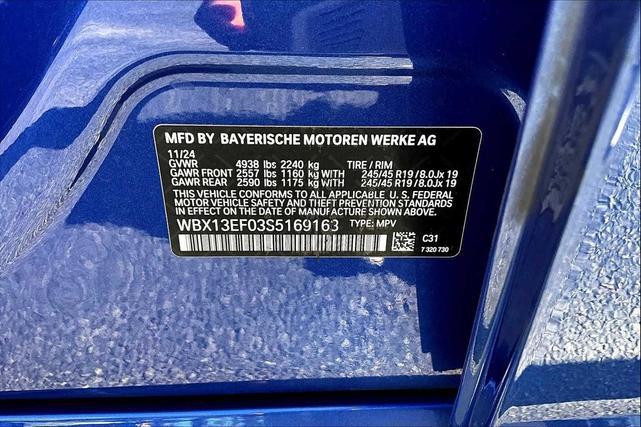 MFD BY BAYERISCHE MOTOREN WERKE AG
11/24
GVWR 4938 lbs 2240 kg TIRE / RIM
GAWR FRONT 2557 lbs 1160 kg WITH 245/45 R19 / 8.0Jx 19
GAWR REAR 2590 lbs 1175 kg WITH 245/45 R19 / 8.0Jx 19
THIS VEHICLE CONFORMS TO ALL APPLICABLE U. S. FEDERAL
MOTOR VEHICLE SAFETY, BUMPER, AND THEFT PREVENTION
STANDARDS IN EFFECT ON THE DATE OF MANUFACTURE SHOWN ABOVE.
WBX13EF03S5169163 TYPE: MPV
C31
7 320 730